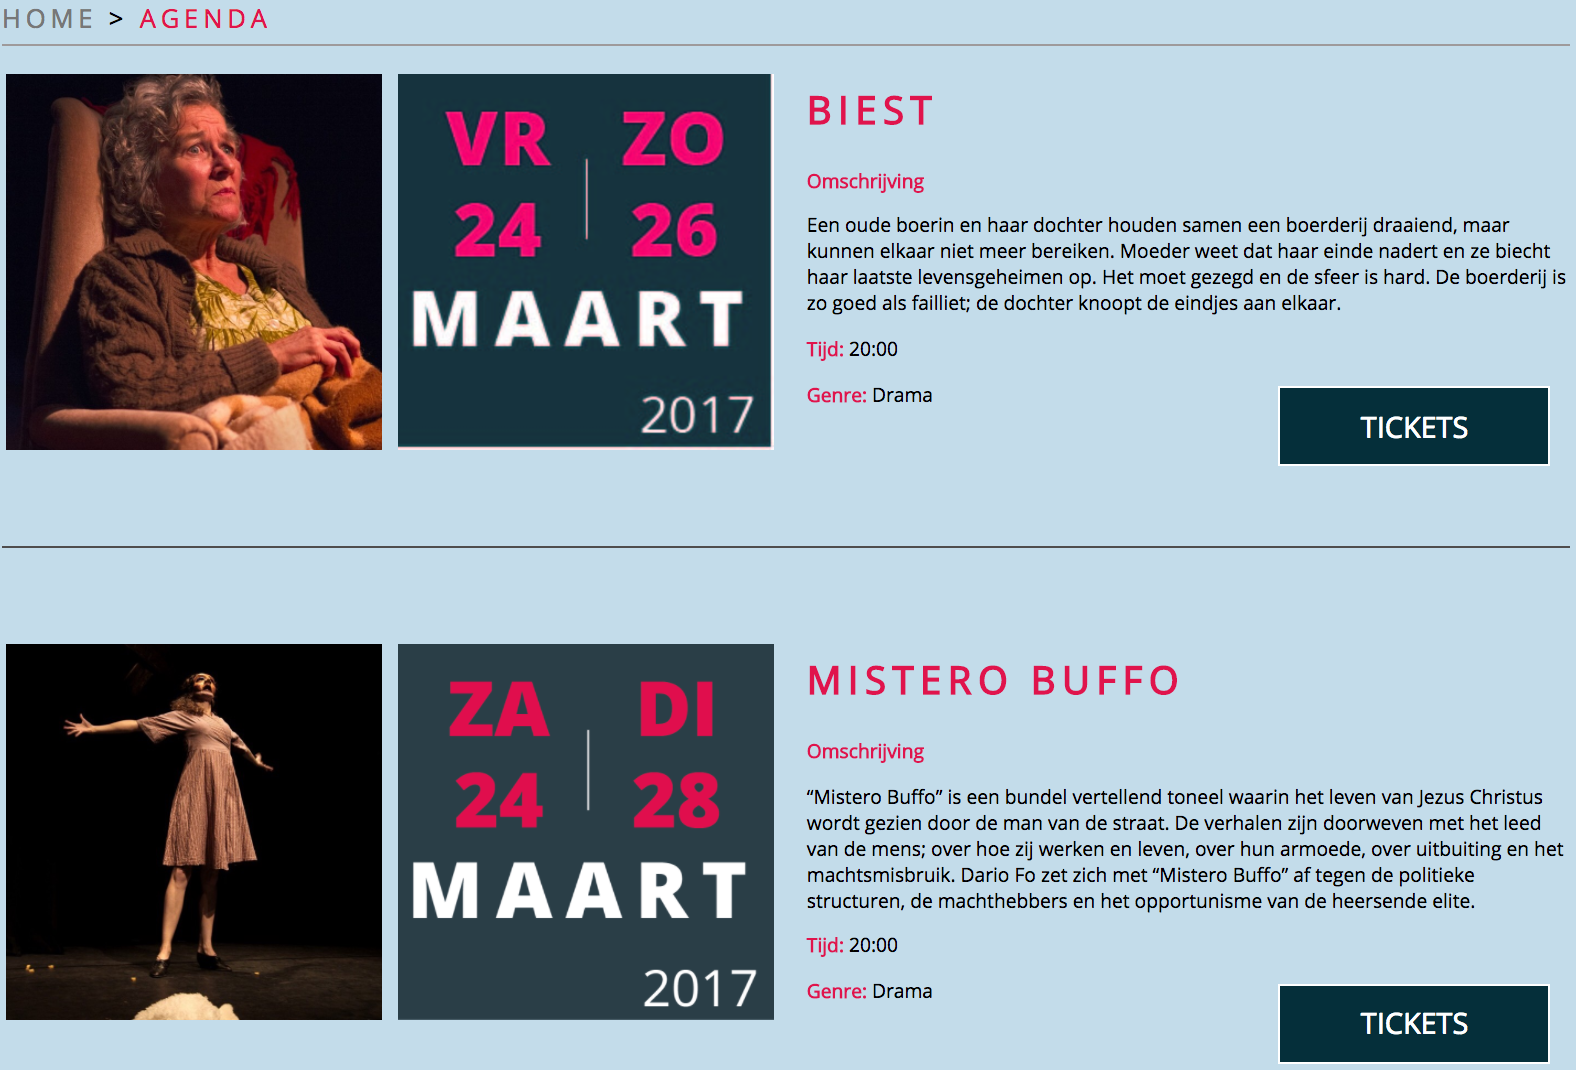 HOME > AGENDA
VR ZO
24 26
MAART
2017
BIEST
Omschrijving
Een oude boerin en haar dochter houden samen een boerderij draaiend, maar
kunnen elkaar niet meer bereiken. Moeder weet dat haar einde nadert en ze biecht
haar laatste levensgeheimen op. Het moet gezegd en de sfeer is hard. De boerderij is
zo goed als failliet; de dochter knoopt de eindjes aan elkaar.
Tijd: 20:00
Genre: Drama
TICKETS
ZA DI
24 28
MAART
2017
MISTERO BUFFO
Omschrijving
“Mistero Buffo” is een bundel vertellend toneel waarin het leven van Jezus Christus
wordt gezien door de man van de straat. De verhalen zijn doorweven met het leed
van de mens; over hoe zij werken en leven, over hun armoede, over uitbuiting en het
machtsmisbruik. Dario Fo zet zich met “Mistero Buffo” af tegen de politieke
structuren, de machthebbers en het opportunisme van de heersende elite.
Tijd: 20:00
Genre: Drama
TICKETS